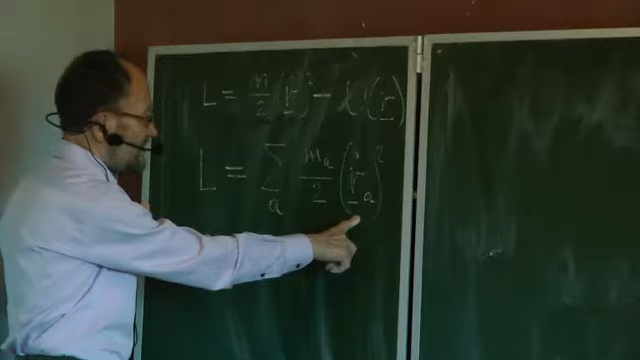 L = m/2 (ṙ)² - U(r)
L = Σ_a m_a/2 (ṙ_a)²